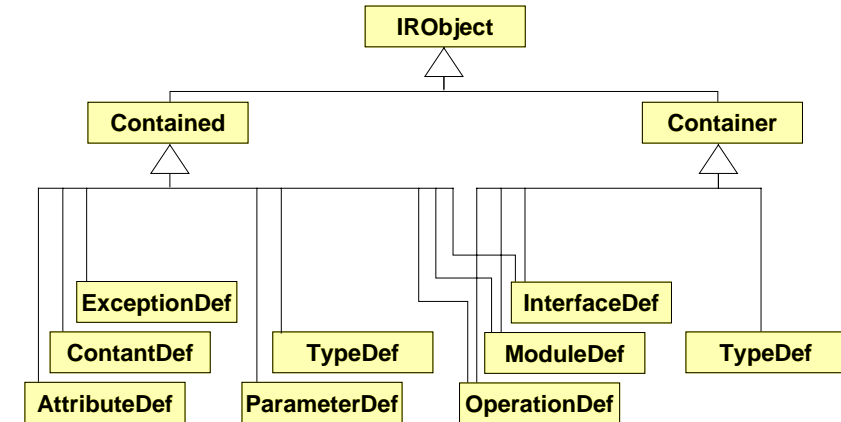 IRObject
Contained
Container
ExceptionDef
InterfaceDef
ContantDef
TypeDef
ModuleDef
TypeDef
AttributeDef
ParameterDef
OperationDef